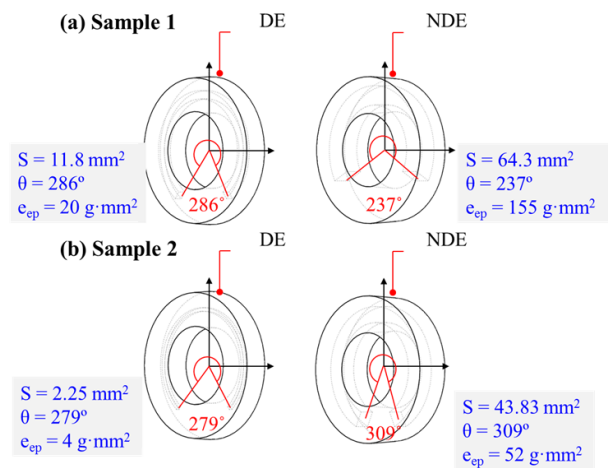 (a) Sample 1
DE
NDE
S = 11.8 mm²
θ = 286º
eₑₚ = 20 g·mm²
286°
237°
S = 64.3 mm²
θ = 237º
eₑₚ = 155 g·mm²
(b) Sample 2
DE
NDE
S = 2.25 mm²
θ = 279º
eₑₚ = 4 g·mm²
279°
309°
S = 43.83 mm²
θ = 309º
eₑₚ = 52 g·mm²